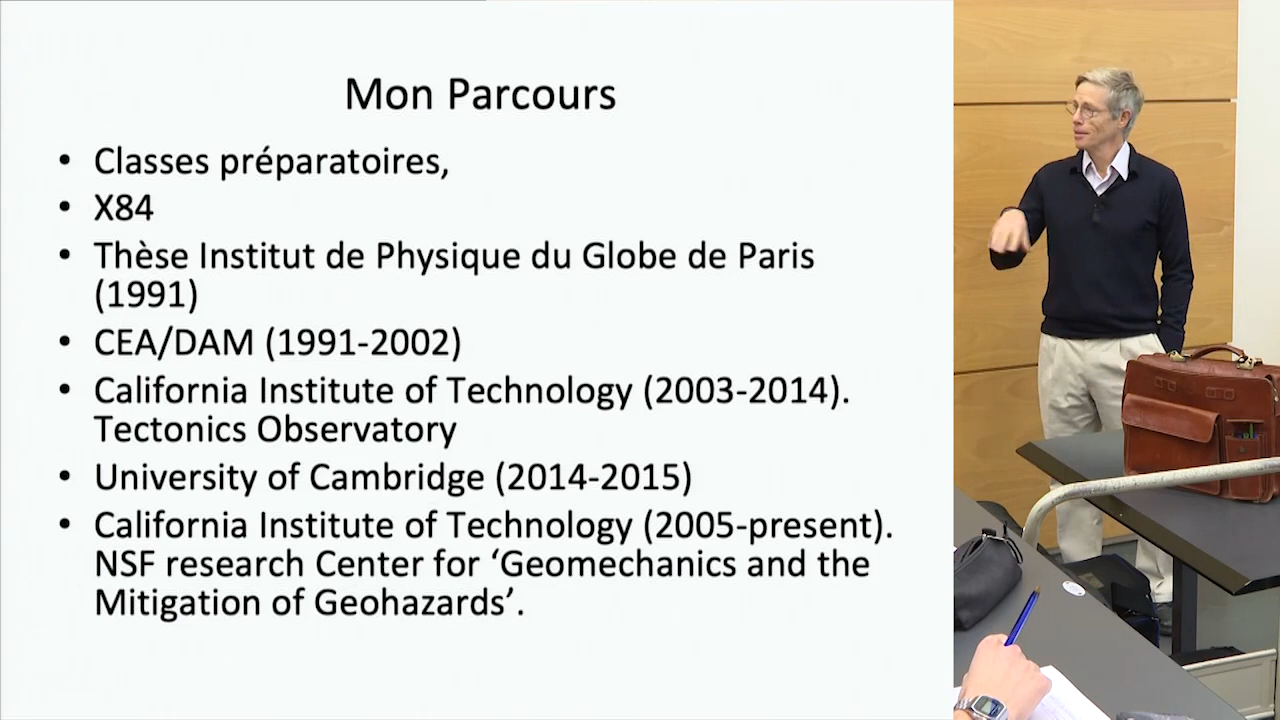 Mon Parcours
• Classes préparatoires,
• X84
• Thèse Institut de Physique du Globe de Paris
(1991)
• CEA/DAM (1991-2002)
• California Institute of Technology (2003-2014).
Tectonics Observatory
• University of Cambridge (2014-2015)
• California Institute of Technology (2005-present).
NSF research Center for ‘Geomechanics and the
Mitigation of Geohazards’.